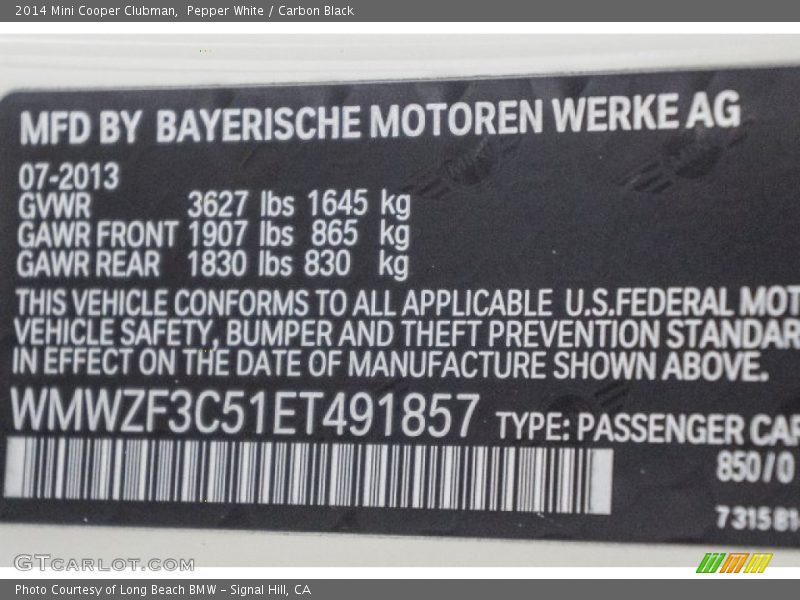 2014 Mini Cooper Clubman,  Pepper White / Carbon Black
MFD BY BAYERISCHE MOTOREN WERKE AG
07-2013
GVWR 3627 lbs 1645 kg
GAWR FRONT 1907 lbs 865 kg
GAWR REAR 1830 lbs 830 kg
THIS VEHICLE CONFORMS TO ALL APPLICABLE U.S.FEDERAL MOT
VEHICLE SAFETY, BUMPER AND THEFT PREVENTION STANDAR
IN EFFECT ON THE DATE OF MANUFACTURE SHOWN ABOVE.
WMWZF3C51ET491857 TYPE: PASSENGER CAR
850/0
7 315 81
GTCARLOT.COM
Photo Courtesy of Long Beach BMW - Signal Hill, CA